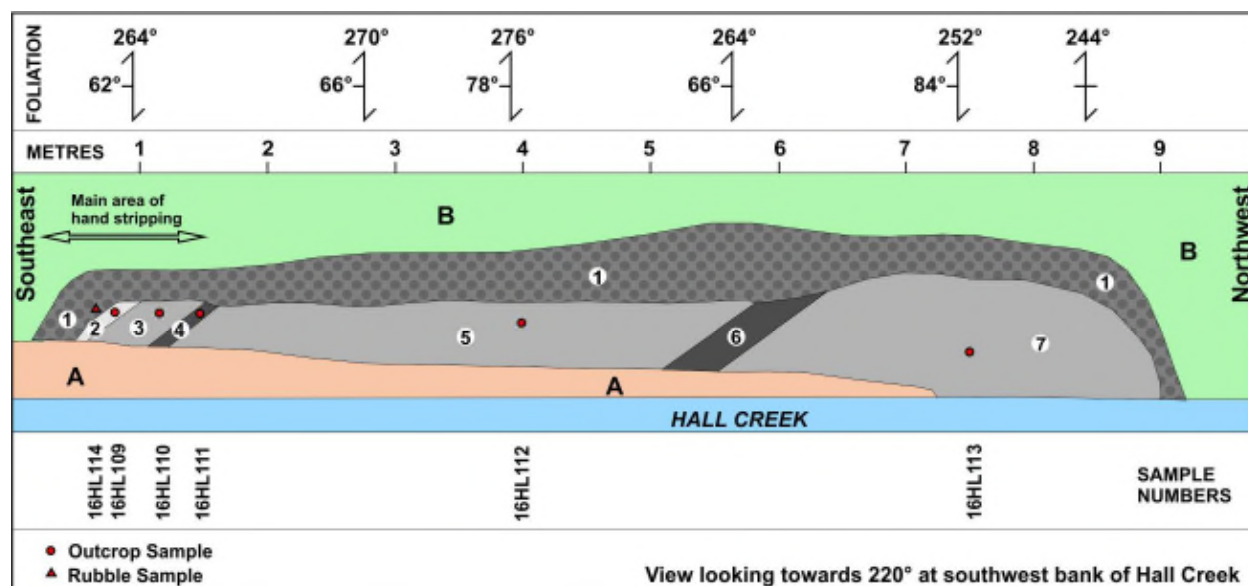 FOLIATION
264° 270° 276° 264° 252° 244°
62° 66° 78° 66° 84°
METRES 1 2 3 4 5 6 7 8 9
Southeast
Main area of
hand stripping
B
B
Northwest
1
1
1
2
3
4
5
6
7
A
A
HALL CREEK
16HL114
16HL109
16HL110
16HL111
16HL112
16HL113
SAMPLE
NUMBERS
Outcrop Sample
Rubble Sample
View looking towards 220° at southwest bank of Hall Creek